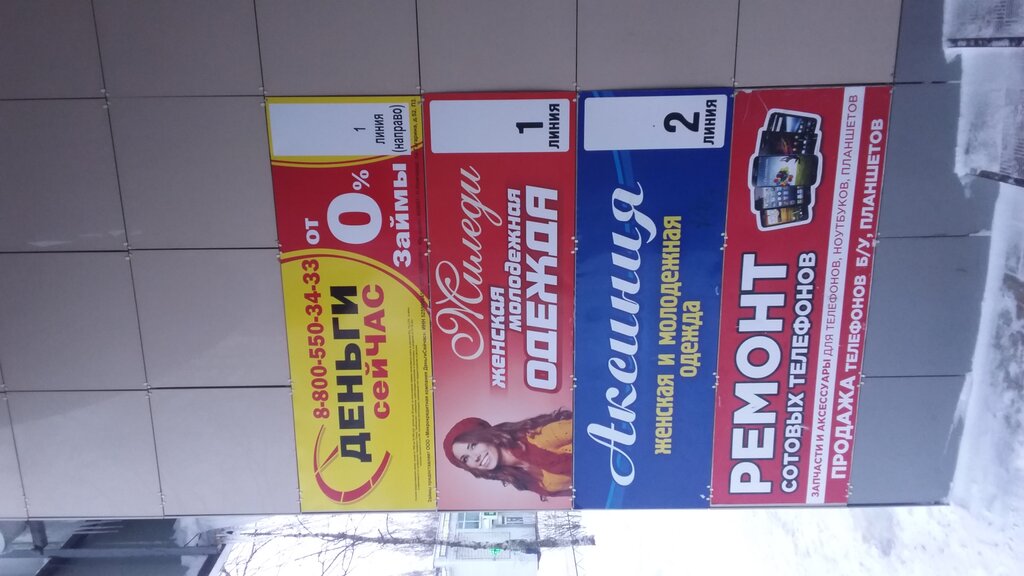 8-800-550-34-33
ДЕНЬГИ
сейЧАС
от
0%
займы
1
линия
(направо)
Жиледи
женская
молодежная
ОДЕЖДА
1
линия
Аксиния
женская и молодежная
одежда
2
линия
РЕМОНТ
СОТОВЫХ ТЕЛЕФОНОВ
ЗАПЧАСТИ И АКСЕССУАРЫ ДЛЯ ТЕЛЕФОНОВ, НОУТБУКОВ, ПЛАНШЕТОВ
ПРОДАЖА ТЕЛЕФОНОВ Б/У, ПЛАНШЕТОВ